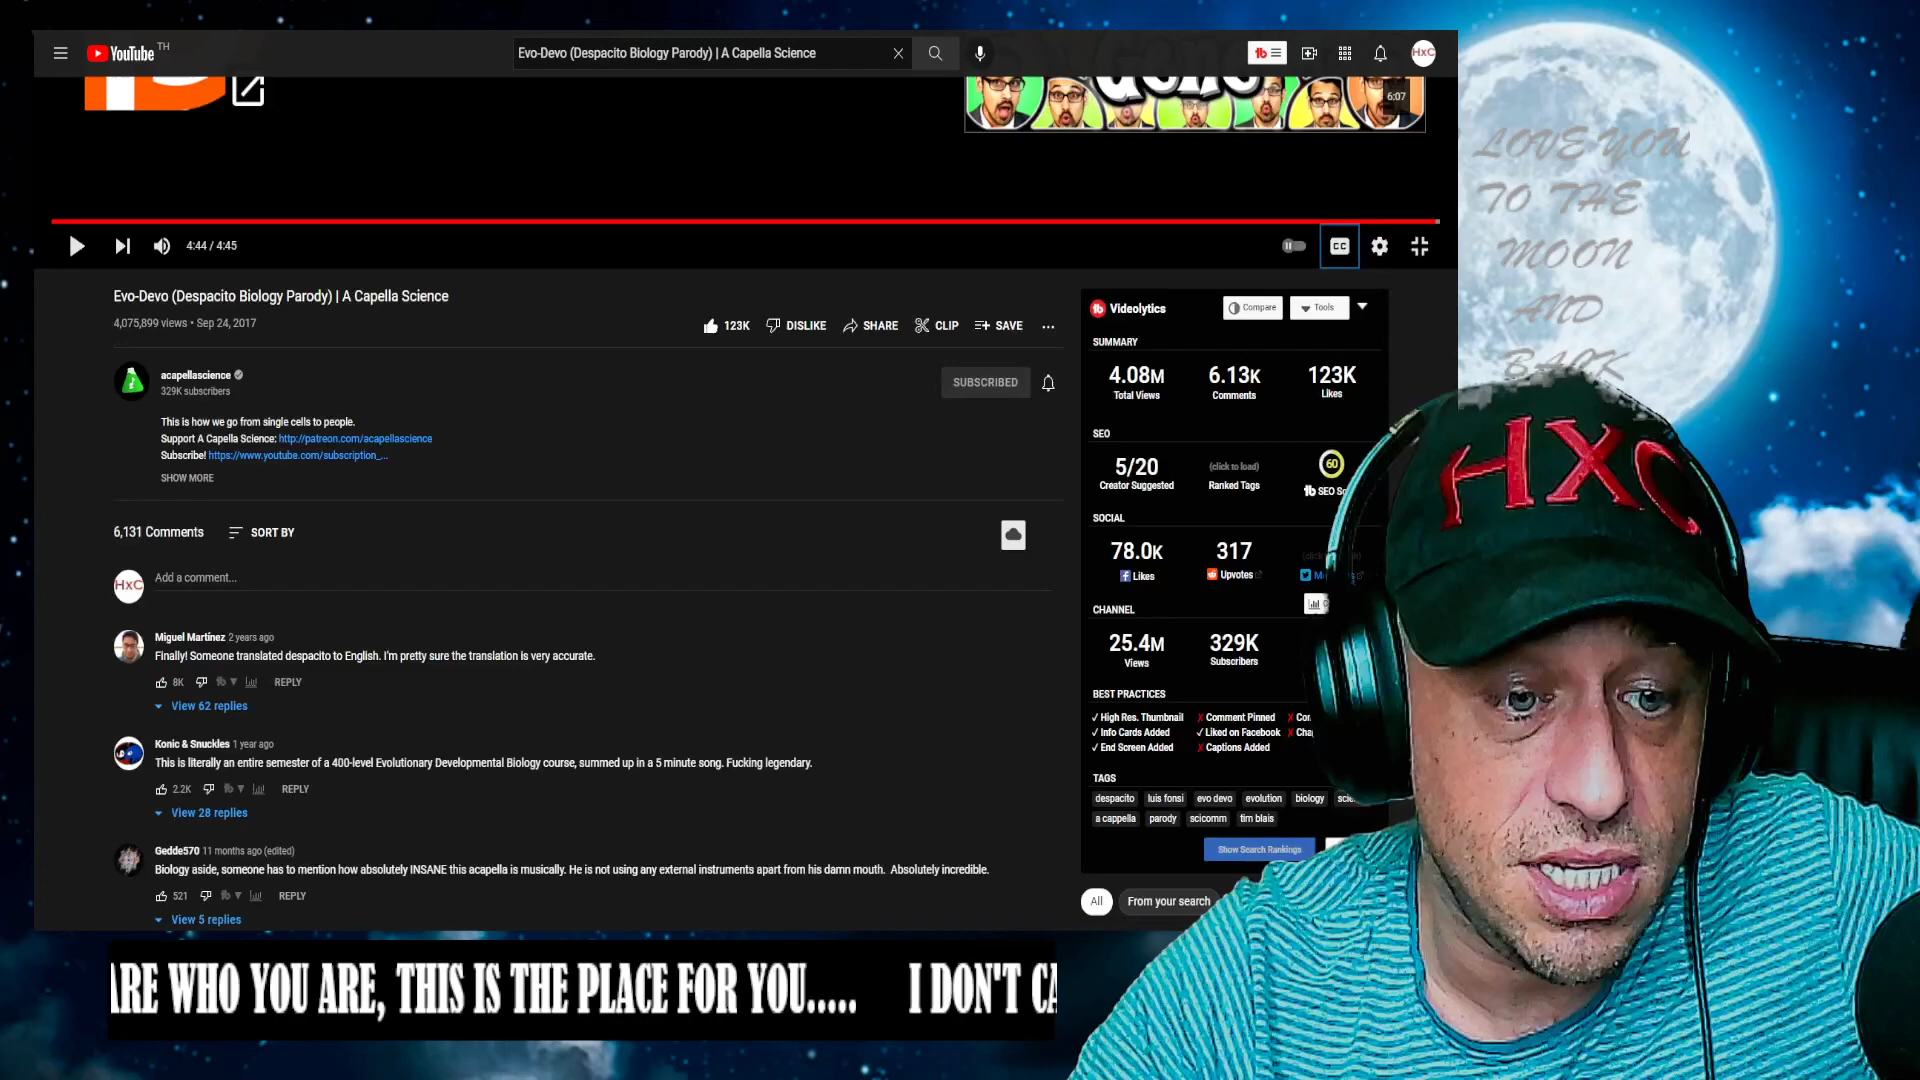 YouTube TH
Evo-Devo (Despacito Biology Parody) | A Capella Science
HxC
6:07
4:44 / 4:45
CC
Evo-Devo (Despacito Biology Parody) | A Capella Science
4,075,899 views • Sep 24, 2017
123K DISLIKE SHARE CLIP SAVE
acapellascience
329K subscribers
SUBSCRIBED
This is how we go from single cells to people.
Support A Capella Science: http://patreon.com/acapellascience
Subscribe! https://www.youtube.com/subscription_...
SHOW MORE
6,131 Comments SORT BY
HxC Add a comment...
Miguel Martínez 2 years ago
Finally! Someone translated despacito to English. I'm pretty sure the translation is very accurate.
8K REPLY
View 62 replies
Konic & Snuckles 1 year ago
This is literally an entire semester of a 400-level Evolutionary Developmental Biology course, summed up in a 5 minute song. Fucking legendary.
2.2K REPLY
View 28 replies
Gedde570 11 months ago (edited)
Biology aside, someone has to mention how absolutely INSANE this acapella is musically. He is not using any external instruments apart from his damn mouth. Absolutely incredible.
521 REPLY
View 5 replies
Videolytics Compare Tools
SUMMARY
4.08M 6.13K 123K
Total Views Comments Likes
SEO
5/20 (click to load) 60
Creator Suggested Ranked Tags SEO
SOCIAL
78.0K 317
Likes Upvotes
CHANNEL
25.4M 329K
Views Subscribers
BEST PRACTICES
✓ High Res. Thumbnail ✗ Comment Pinned
✓ Info Cards Added ✓ Liked on Facebook
✓ End Screen Added ✗ Captions Added
TAGS
despacito luis fonsi evo devo evolution biology
a cappella parody scicomm tim blais
Show Search Rankings
All From your search
LOVE YOU
TO THE
MOON
AND
BACK
HXC
ARE WHO YOU ARE, THIS IS THE PLACE FOR YOU..... I DON'T CA